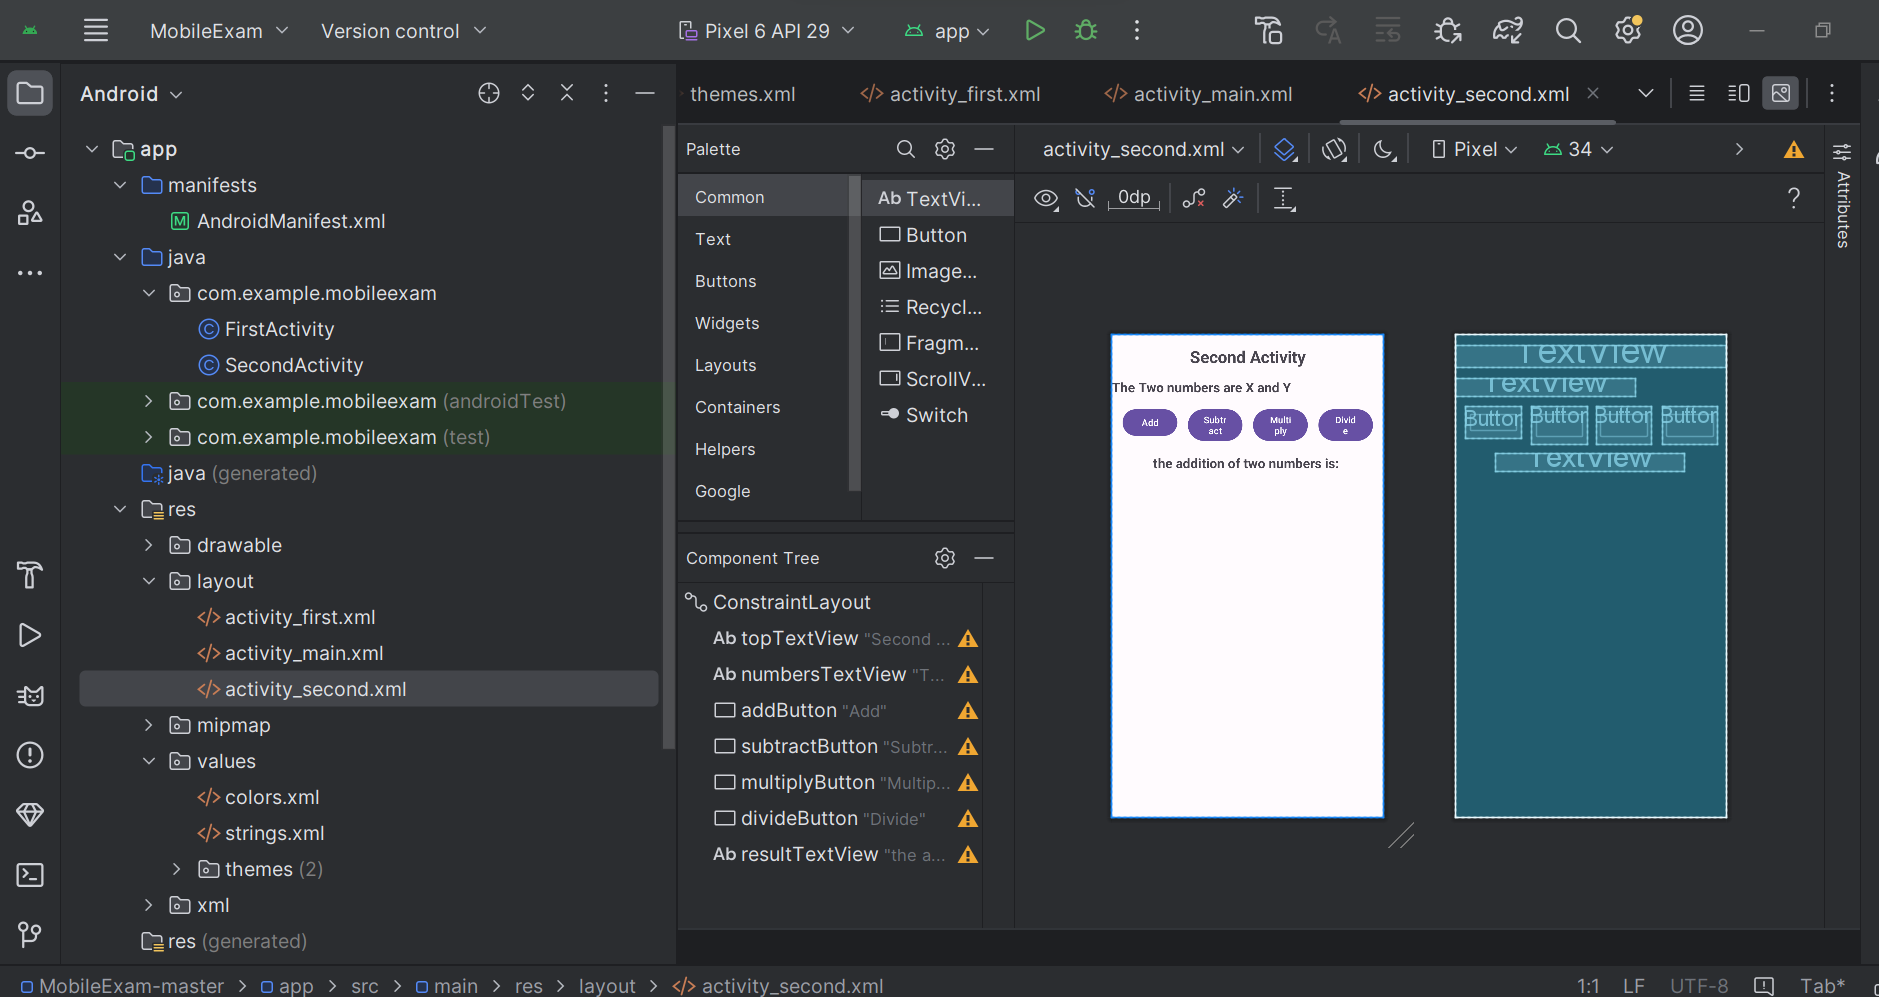 MobileExam
Version control
Pixel 6 API 29
app
Android
themes.xml
activity_first.xml
activity_main.xml
activity_second.xml
app
manifests
AndroidManifest.xml
java
com.example.mobileexam
FirstActivity
SecondActivity
com.example.mobileexam (androidTest)
com.example.mobileexam (test)
java (generated)
res
drawable
layout
activity_first.xml
activity_main.xml
activity_second.xml
mipmap
values
colors.xml
strings.xml
themes (2)
xml
res (generated)
Palette
Common
Text
Buttons
Widgets
Layouts
Containers
Helpers
Google
Ab TextVi...
Button
Image...
Recycl...
Fragm...
ScrollV...
Switch
Component Tree
ConstraintLayout
Ab topTextView "Second ...
Ab numbersTextView "T...
addButton "Add"
subtractButton "Subtr...
multiplyButton "Multip...
divideButton "Divide"
Ab resultTextView "the a...
activity_second.xml
Pixel
34
0dp
?
Attributes
Second Activity
The Two numbers are X and Y
Add
Subtr
act
Multi
ply
Divid
e
the addition of two numbers is:
TextView
TextView
Button
Button
Button
Button
TextView
MobileExam-master > app > src > main > res > layout > activity_second.xml
1:1 LF UTF-8 Tab*